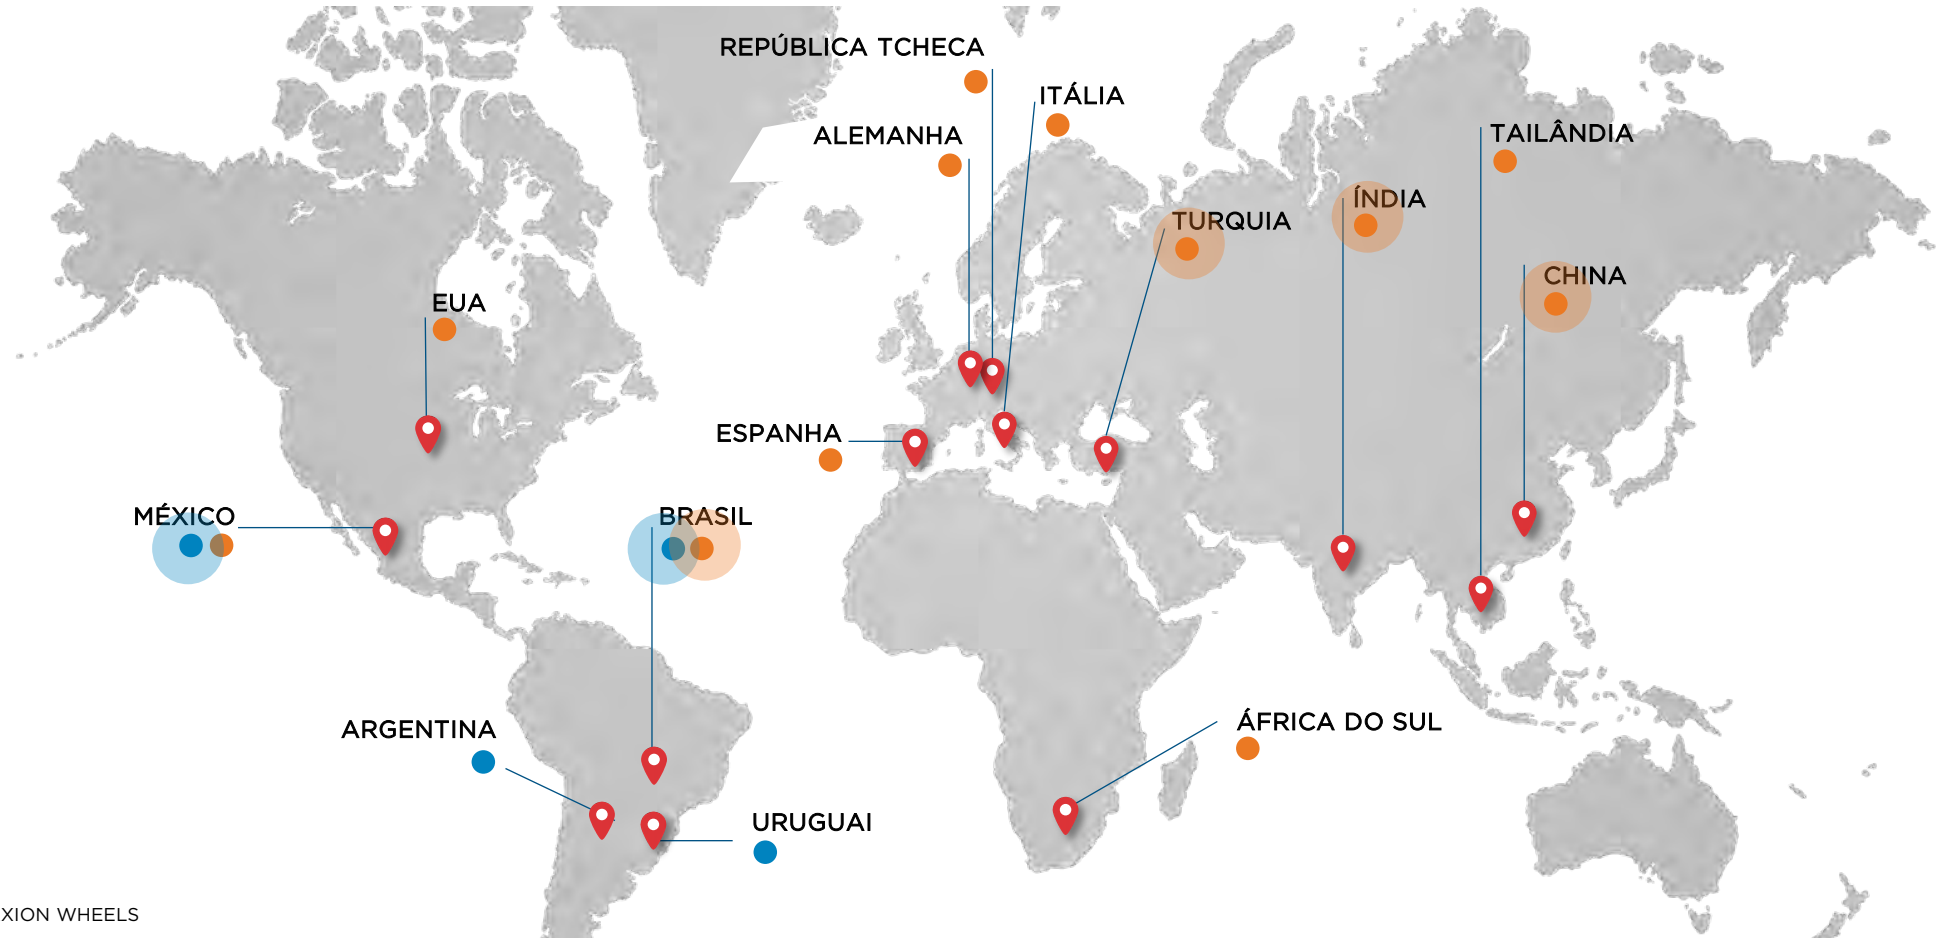 REPÚBLICA TCHECA
ITÁLIA
ALEMANHA
TAILÂNDIA
ÍNDIA
TURQUIA
CHINA
EUA
ESPANHA
MÉXICO
BRASIL
ARGENTINA
ÁFRICA DO SUL
URUGUAI
XION WHEELS